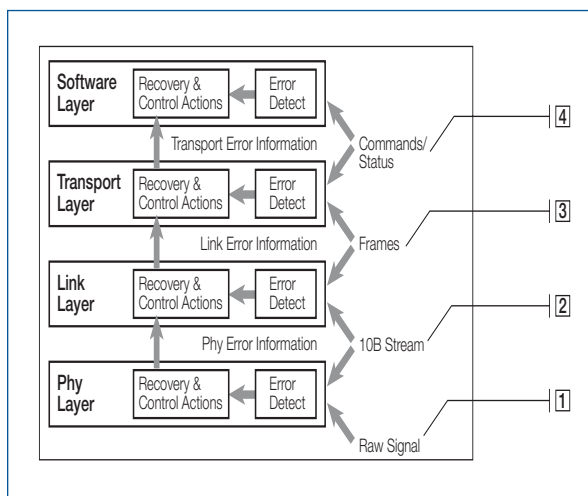 Software
Layer
Recovery &
Control Actions
Error
Detect
Transport Error Information
Commands/
Status
4
Transport
Layer
Recovery &
Control Actions
Error
Detect
Link Error Information
Frames
3
Link
Layer
Recovery &
Control Actions
Error
Detect
Phy Error Information
10B Stream
2
Phy
Layer
Recovery &
Control Actions
Error
Detect
Raw Signal
1